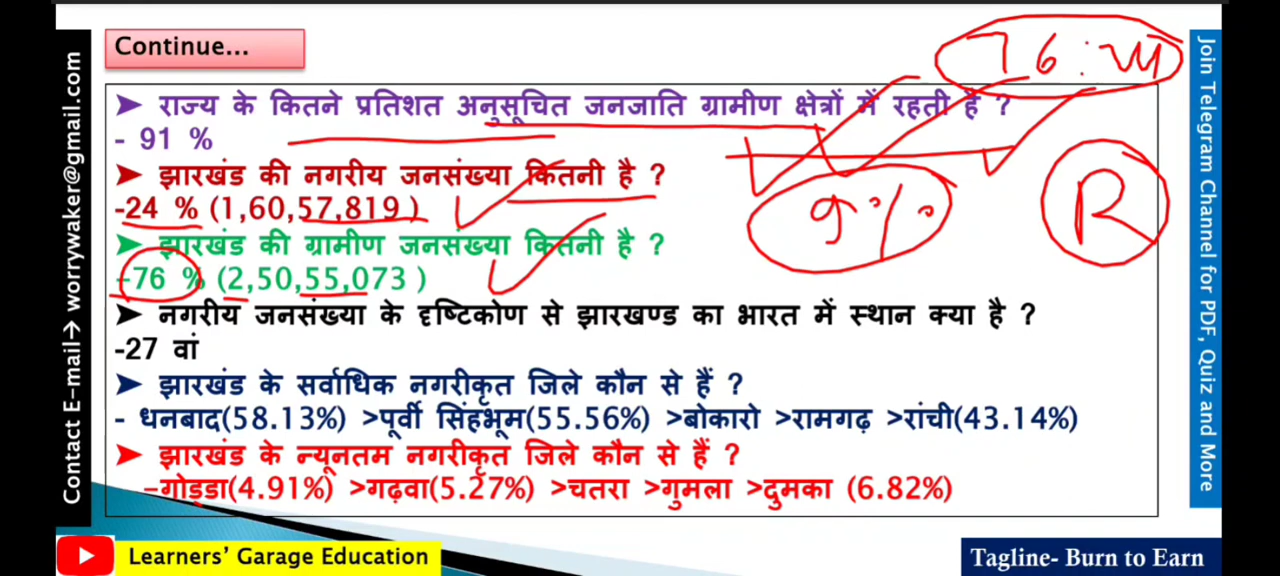 Continue...
76 :
➤ राज्य के कितने प्रतिशत अनुसूचित जनजाति ग्रामीण क्षेत्रों में रहती है ?
- 91 %
➤ झारखंड की नगरीय जनसंख्या कितनी है ?
-24 % (1,60,57,819)
9% R
➤ झारखंड की ग्रामीण जनसंख्या कितनी है ?
-76 % (2,50,55,073)
➤ नगरीय जनसंख्या के दृष्टिकोण से झारखण्ड का भारत में स्थान क्या है ?
-27 वां
➤ झारखंड के सर्वाधिक नगरीकृत जिले कौन से हैं ?
- धनबाद(58.13%) >पूर्वी सिंहभूम(55.56%) >बोकारो >रामगढ़ >रांची(43.14%)
➤ झारखंड के न्यूनतम नगरीकृत जिले कौन से हैं ?
-गोड्डा(4.91%) >गढ़वा(5.27%) >चतरा >गुमला >दुमका (6.82%)
Contact E-mail→ worrywaker@gmail.com
Join Telegram Channel for PDF, Quiz and More
Learners' Garage Education
Tagline- Burn to Earn